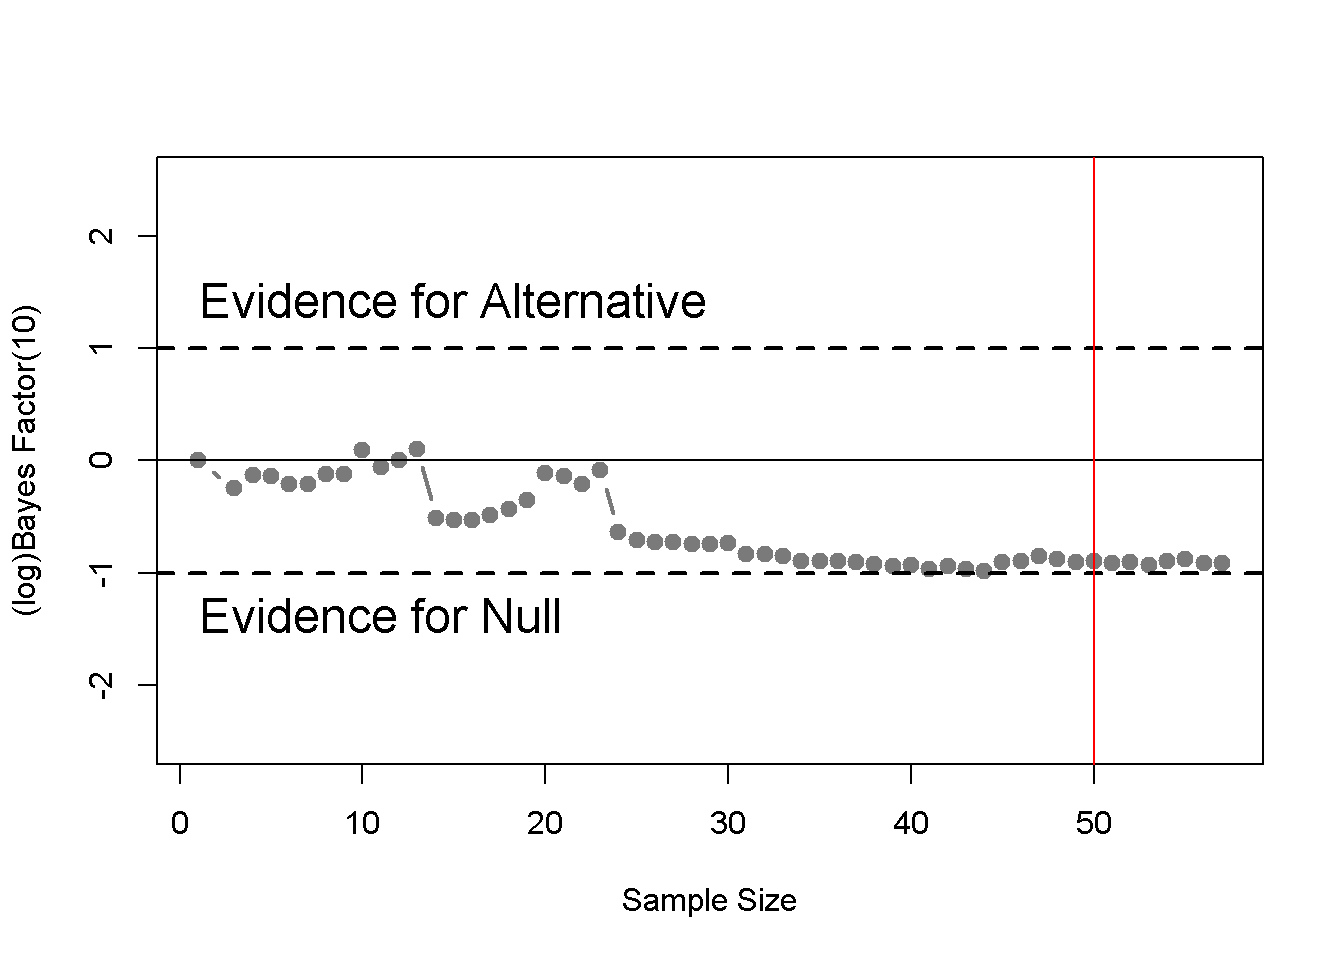 2
Evidence for Alternative
1
0
-1
Evidence for Null
-2
(log)Bayes Factor(10)
0 10 20 30 40 50
Sample Size